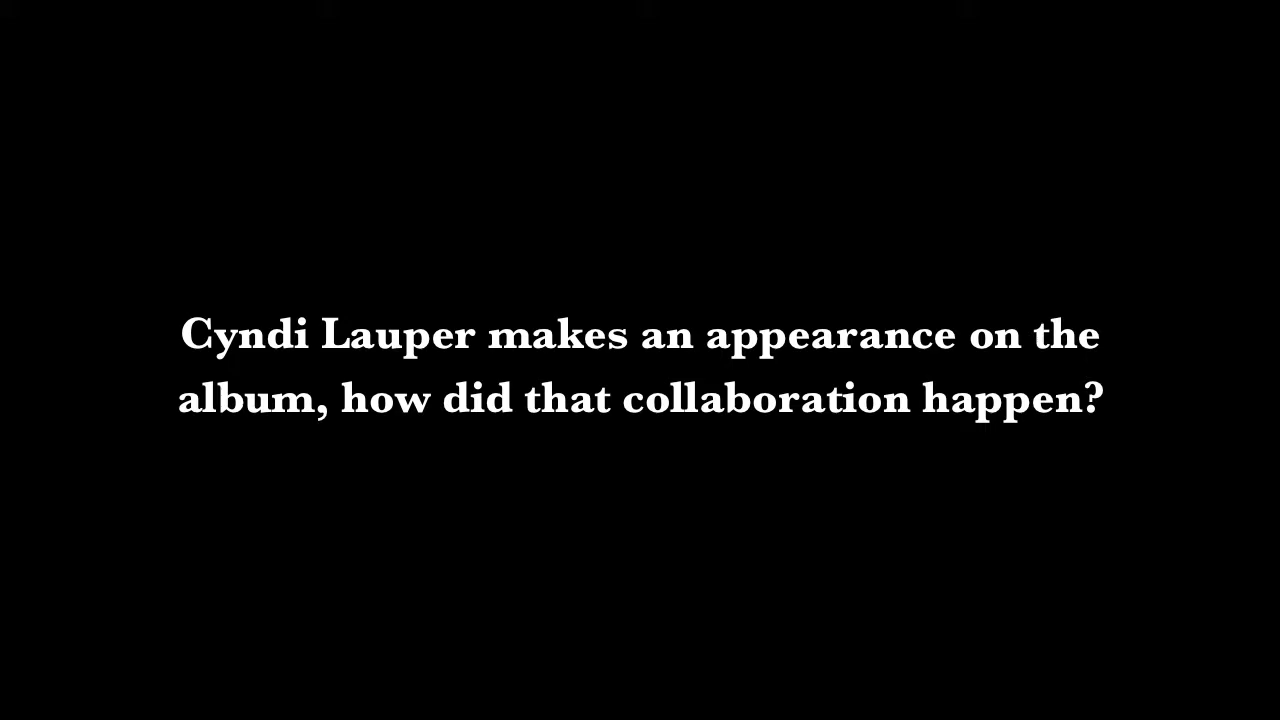 Cyndi Lauper makes an appearance on the
album, how did that collaboration happen?